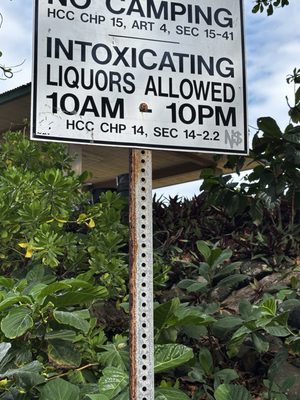 NO CAMPING
HCC CHP 15, ART 4, SEC 15-41
INTOXICATING
LIQUORS ALLOWED
10AM - 10PM
HCC CHP 14, SEC 14-2.2